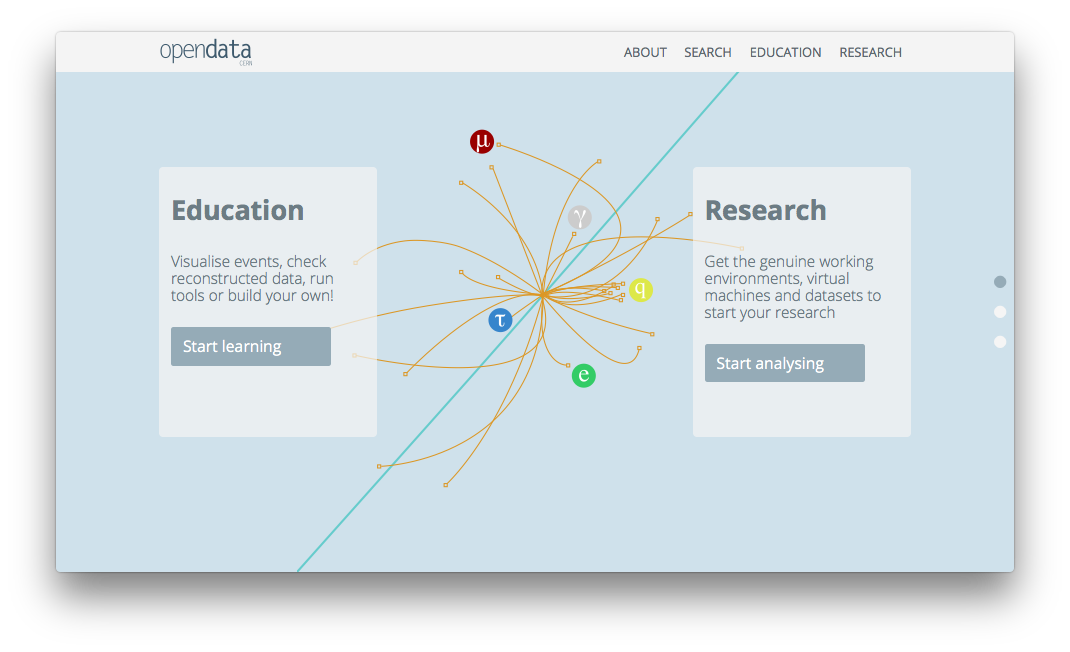 opendata
CERN
ABOUT SEARCH EDUCATION RESEARCH
μ
γ
q
τ
e
Education
Visualise events, check
reconstructed data, run
tools or build your own!
Start learning
Research
Get the genuine working
environments, virtual
machines and datasets to
start your research
Start analysing